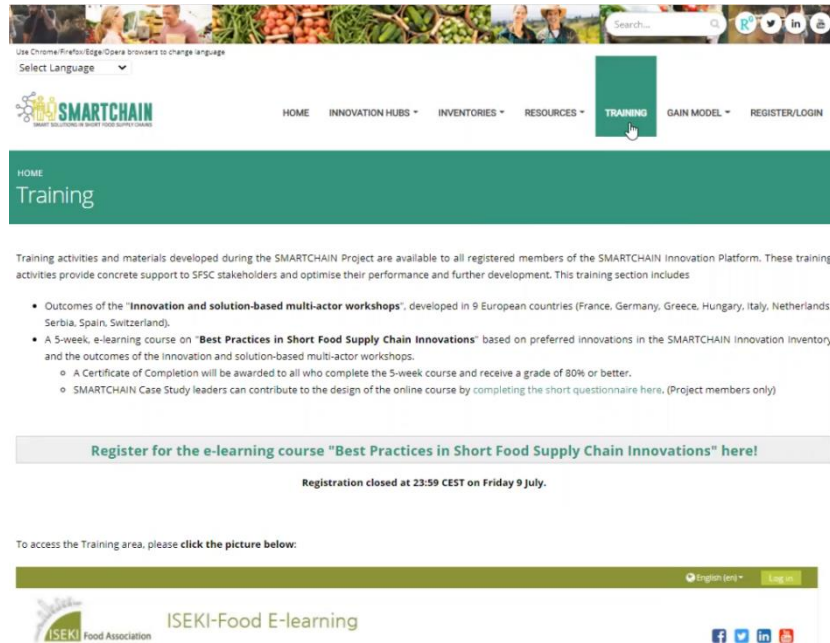 Search...
Use Chrome/Firefox/Edge/Opera browsers to change language
Select Language
SMARTCHAIN
SMART SOLUTIONS IN SHORT FOOD SUPPLY CHAINS
HOME INNOVATION HUBS INVENTORIES RESOURCES TRAINING GAIN MODEL REGISTER/LOGIN
HOME
Training
Training activities and materials developed during the SMARTCHAIN Project are available to all registered members of the SMARTCHAIN Innovation Platform. These training
activities provide concrete support to SFSC stakeholders and optimise their performance and further development. This training section includes
• Outcomes of the "Innovation and solution-based multi-actor workshops", developed in 9 European countries (France, Germany, Greece, Hungary, Italy, Netherlands
Serbia, Spain, Switzerland).
• A 5-week, e-learning course on "Best Practices in Short Food Supply Chain Innovations" based on preferred innovations in the SMARTCHAIN Innovation Inventory
and the outcomes of the innovation and solution-based multi-actor workshops.
A Certificate of Completion will be awarded to all who complete the 5-week course and receive a grade of 80% or better.
SMARTCHAIN Case Study leaders can contribute to the design of the online course by completing the short questionnaire here. (Project members only)
Register for the e-learning course "Best Practices in Short Food Supply Chain Innovations" here!
Registration closed at 23:59 CEST on Friday 9 July.
To access the Training area, please click the picture below:
English (en) Log in
ISEKI Food Association
ISEKI-Food E-learning